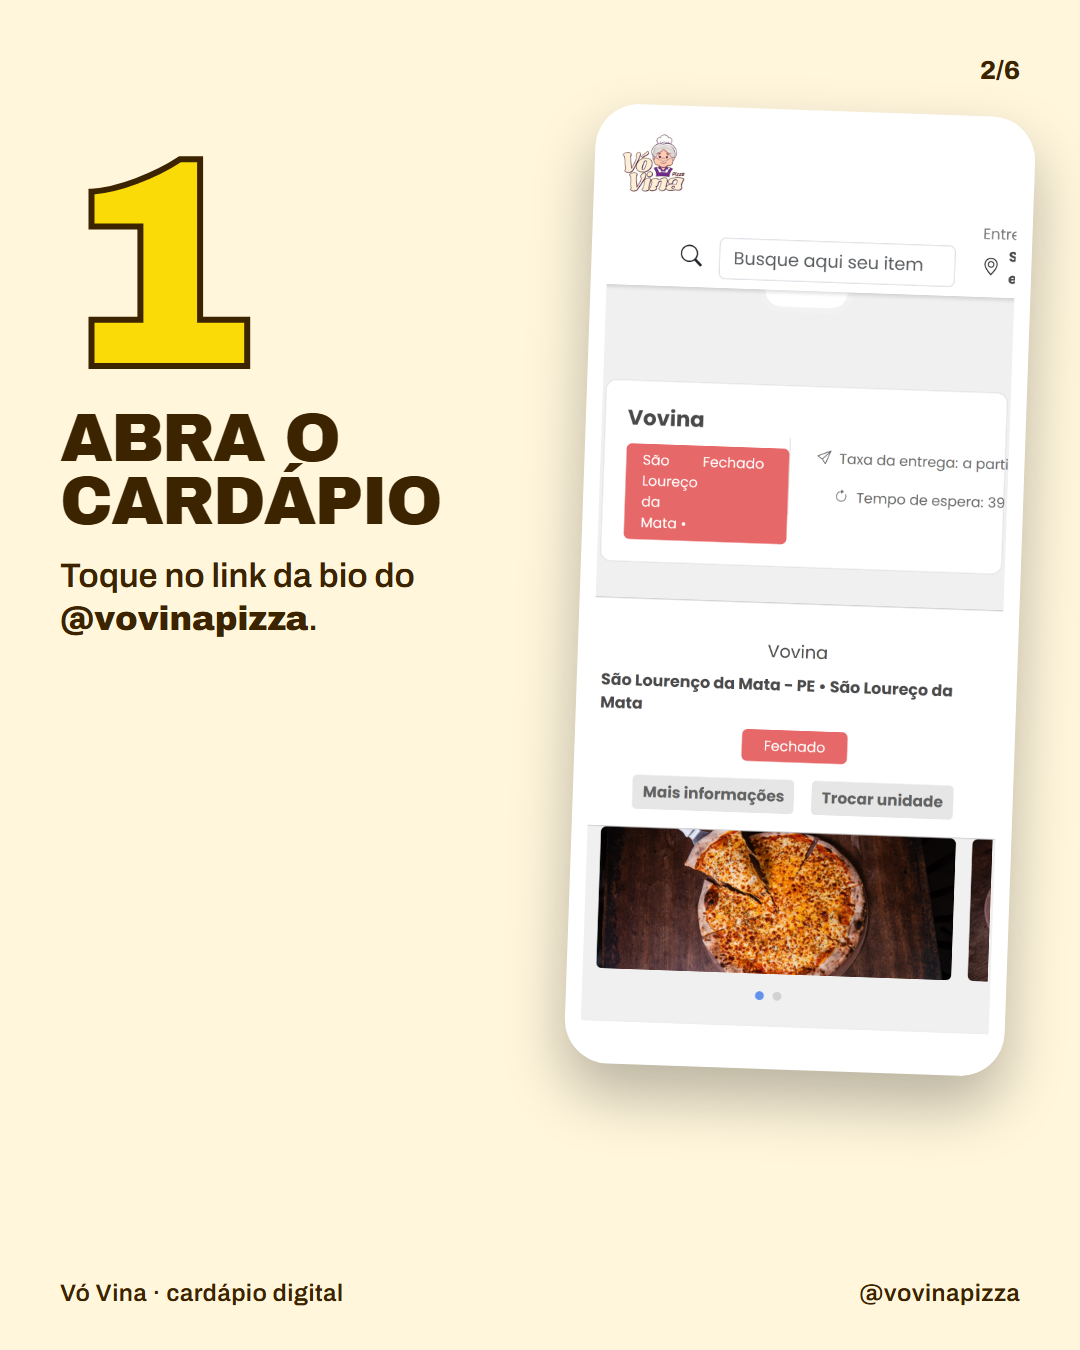 2/6
1
ABRA O
CARDÁPIO
Toque no link da bio do
@vovinapizza.
Vó
Vina
pizza
Busque aqui seu item
Entre
S
e
Vovina
São
Loureço
da
Mata •
Fechado
Taxa da entrega: a parti
Tempo de espera: 39
Vovina
São Lourenço da Mata - PE • São Loureço da
Mata
Fechado
Mais informações
Trocar unidade
Vó Vina · cardápio digital
@vovinapizza